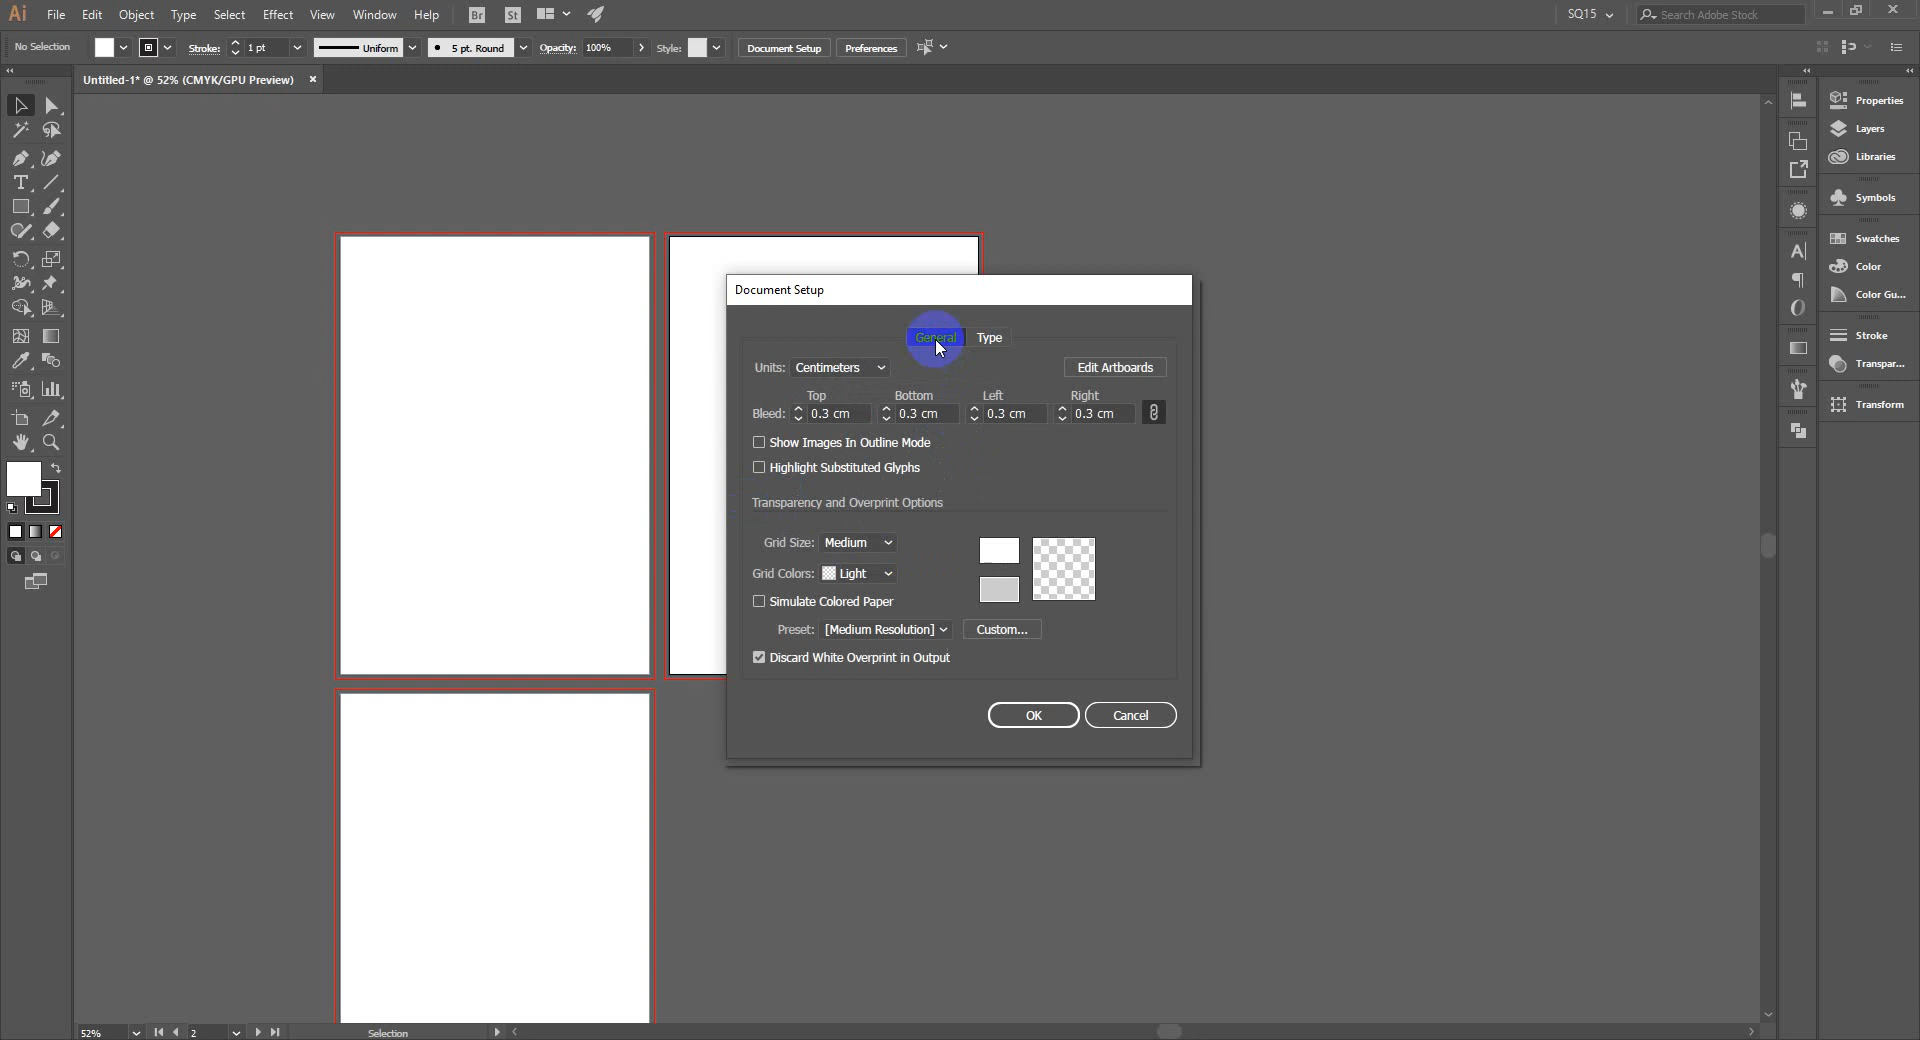 Ai File Edit Object Type Select Effect View Window Help Br St SQ15 Search Adobe Stock
No Selection Stroke: 1 pt Uniform 5 pt. Round Opacity: 100% Style: Document Setup Preferences
Untitled-1* @ 52% (CMYK/GPU Preview) ×
Properties
Layers
Libraries
Symbols
Swatches
Color
Color Gu...
Stroke
Transpar...
Transform
Document Setup
General Type
Units: Centimeters Edit Artboards
Top Bottom Left Right
Bleed: 0.3 cm 0.3 cm 0.3 cm 0.3 cm
Show Images In Outline Mode
Highlight Substituted Glyphs
Transparency and Overprint Options
Grid Size: Medium
Grid Colors: Light
Simulate Colored Paper
Preset: [Medium Resolution] Custom...
Discard White Overprint in Output
OK Cancel
52% 2 Selection